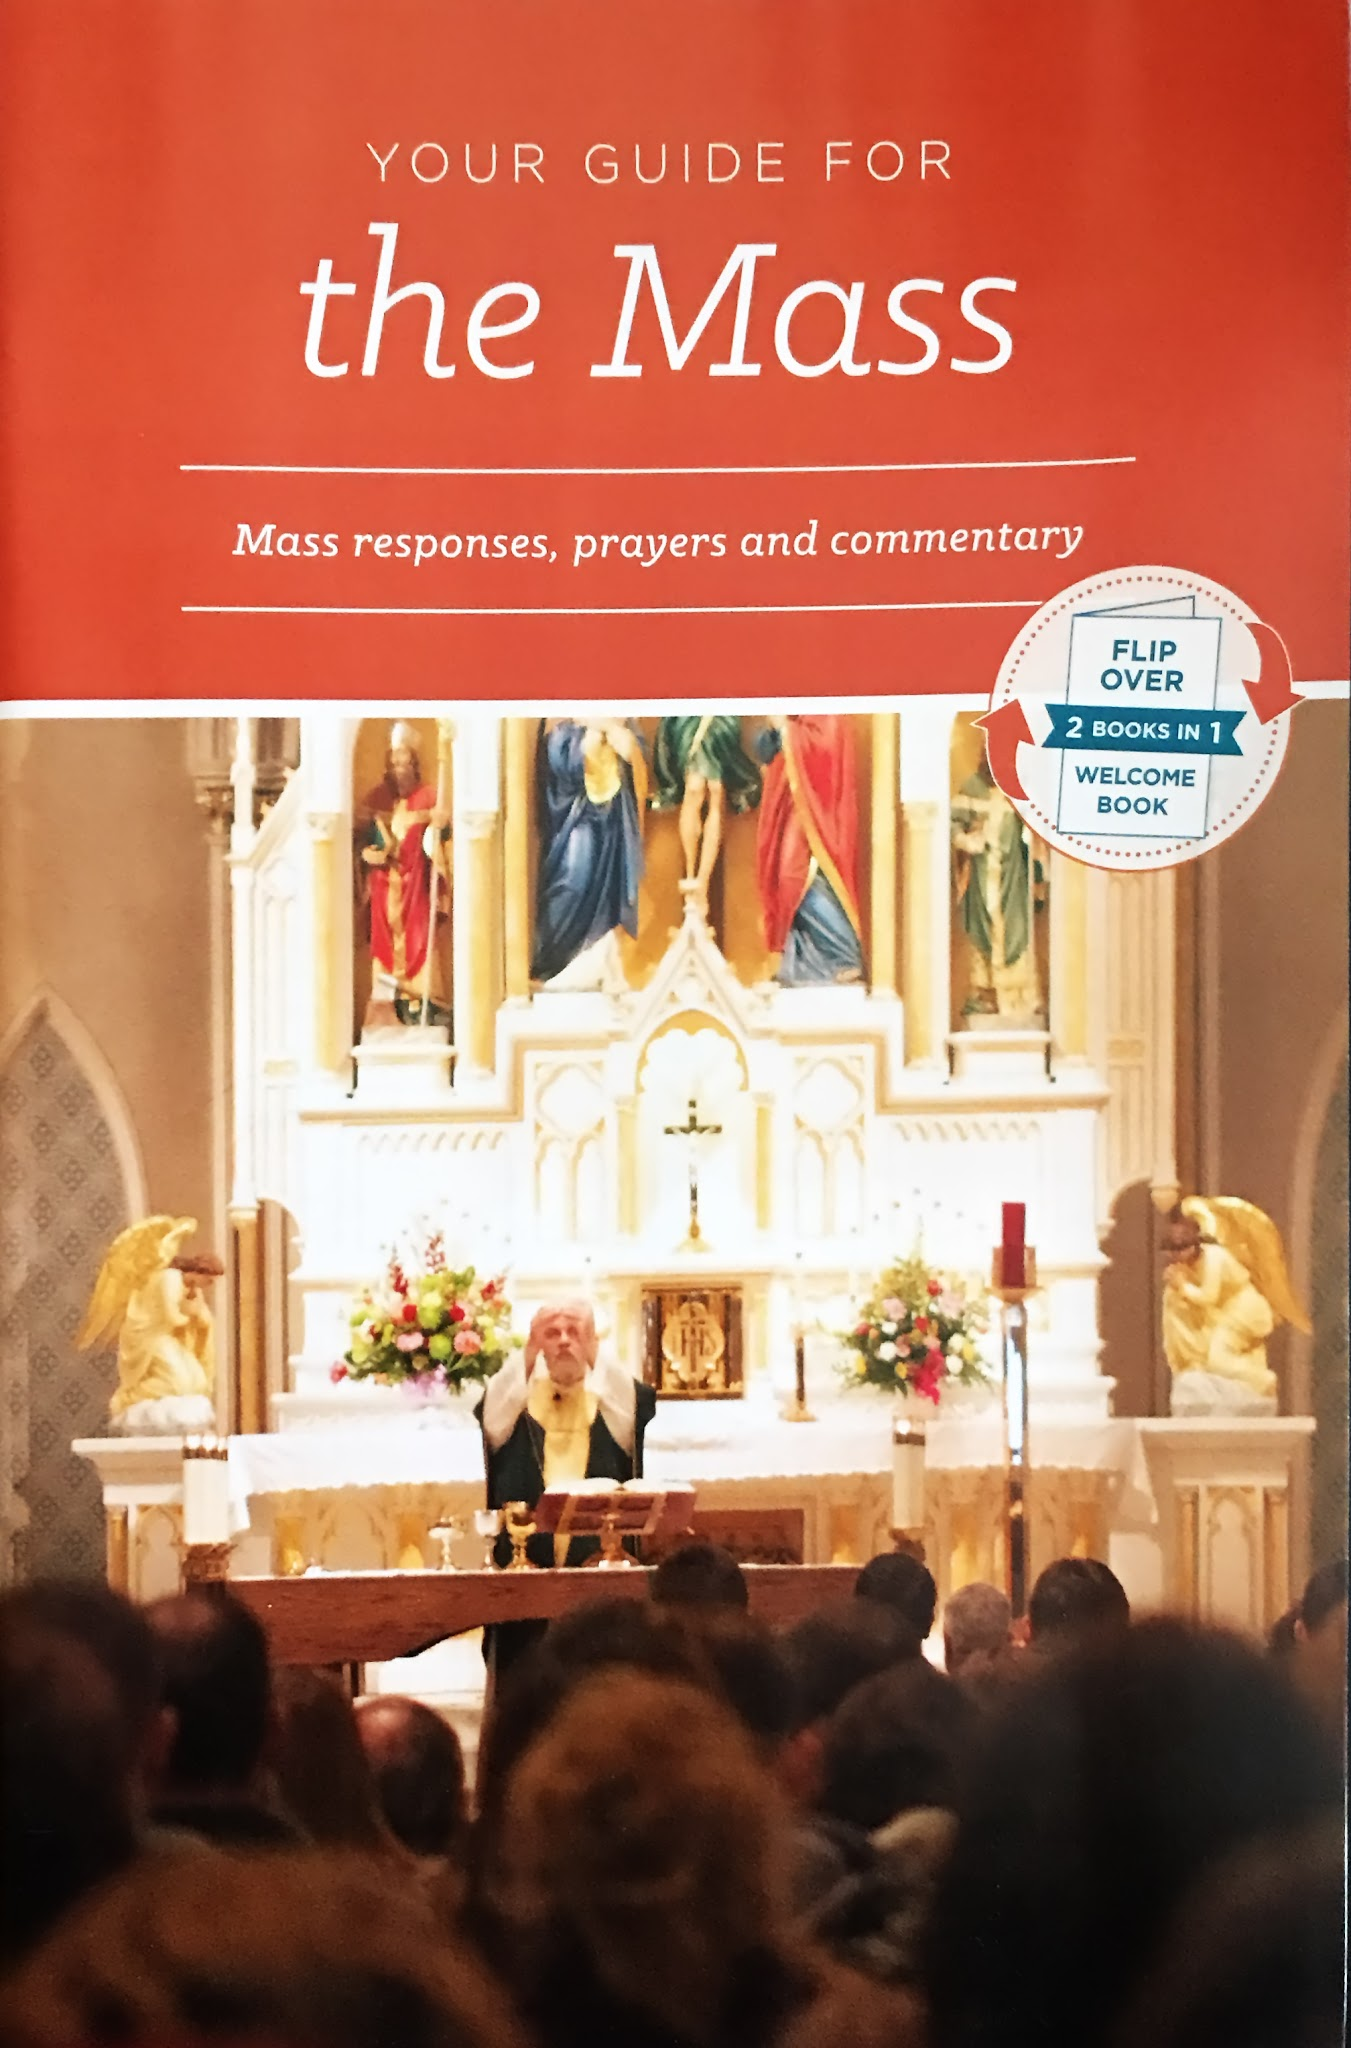 YOUR GUIDE FOR
the Mass
Mass responses, prayers and commentary
FLIP
OVER
2 BOOKS IN 1
WELCOME
BOOK